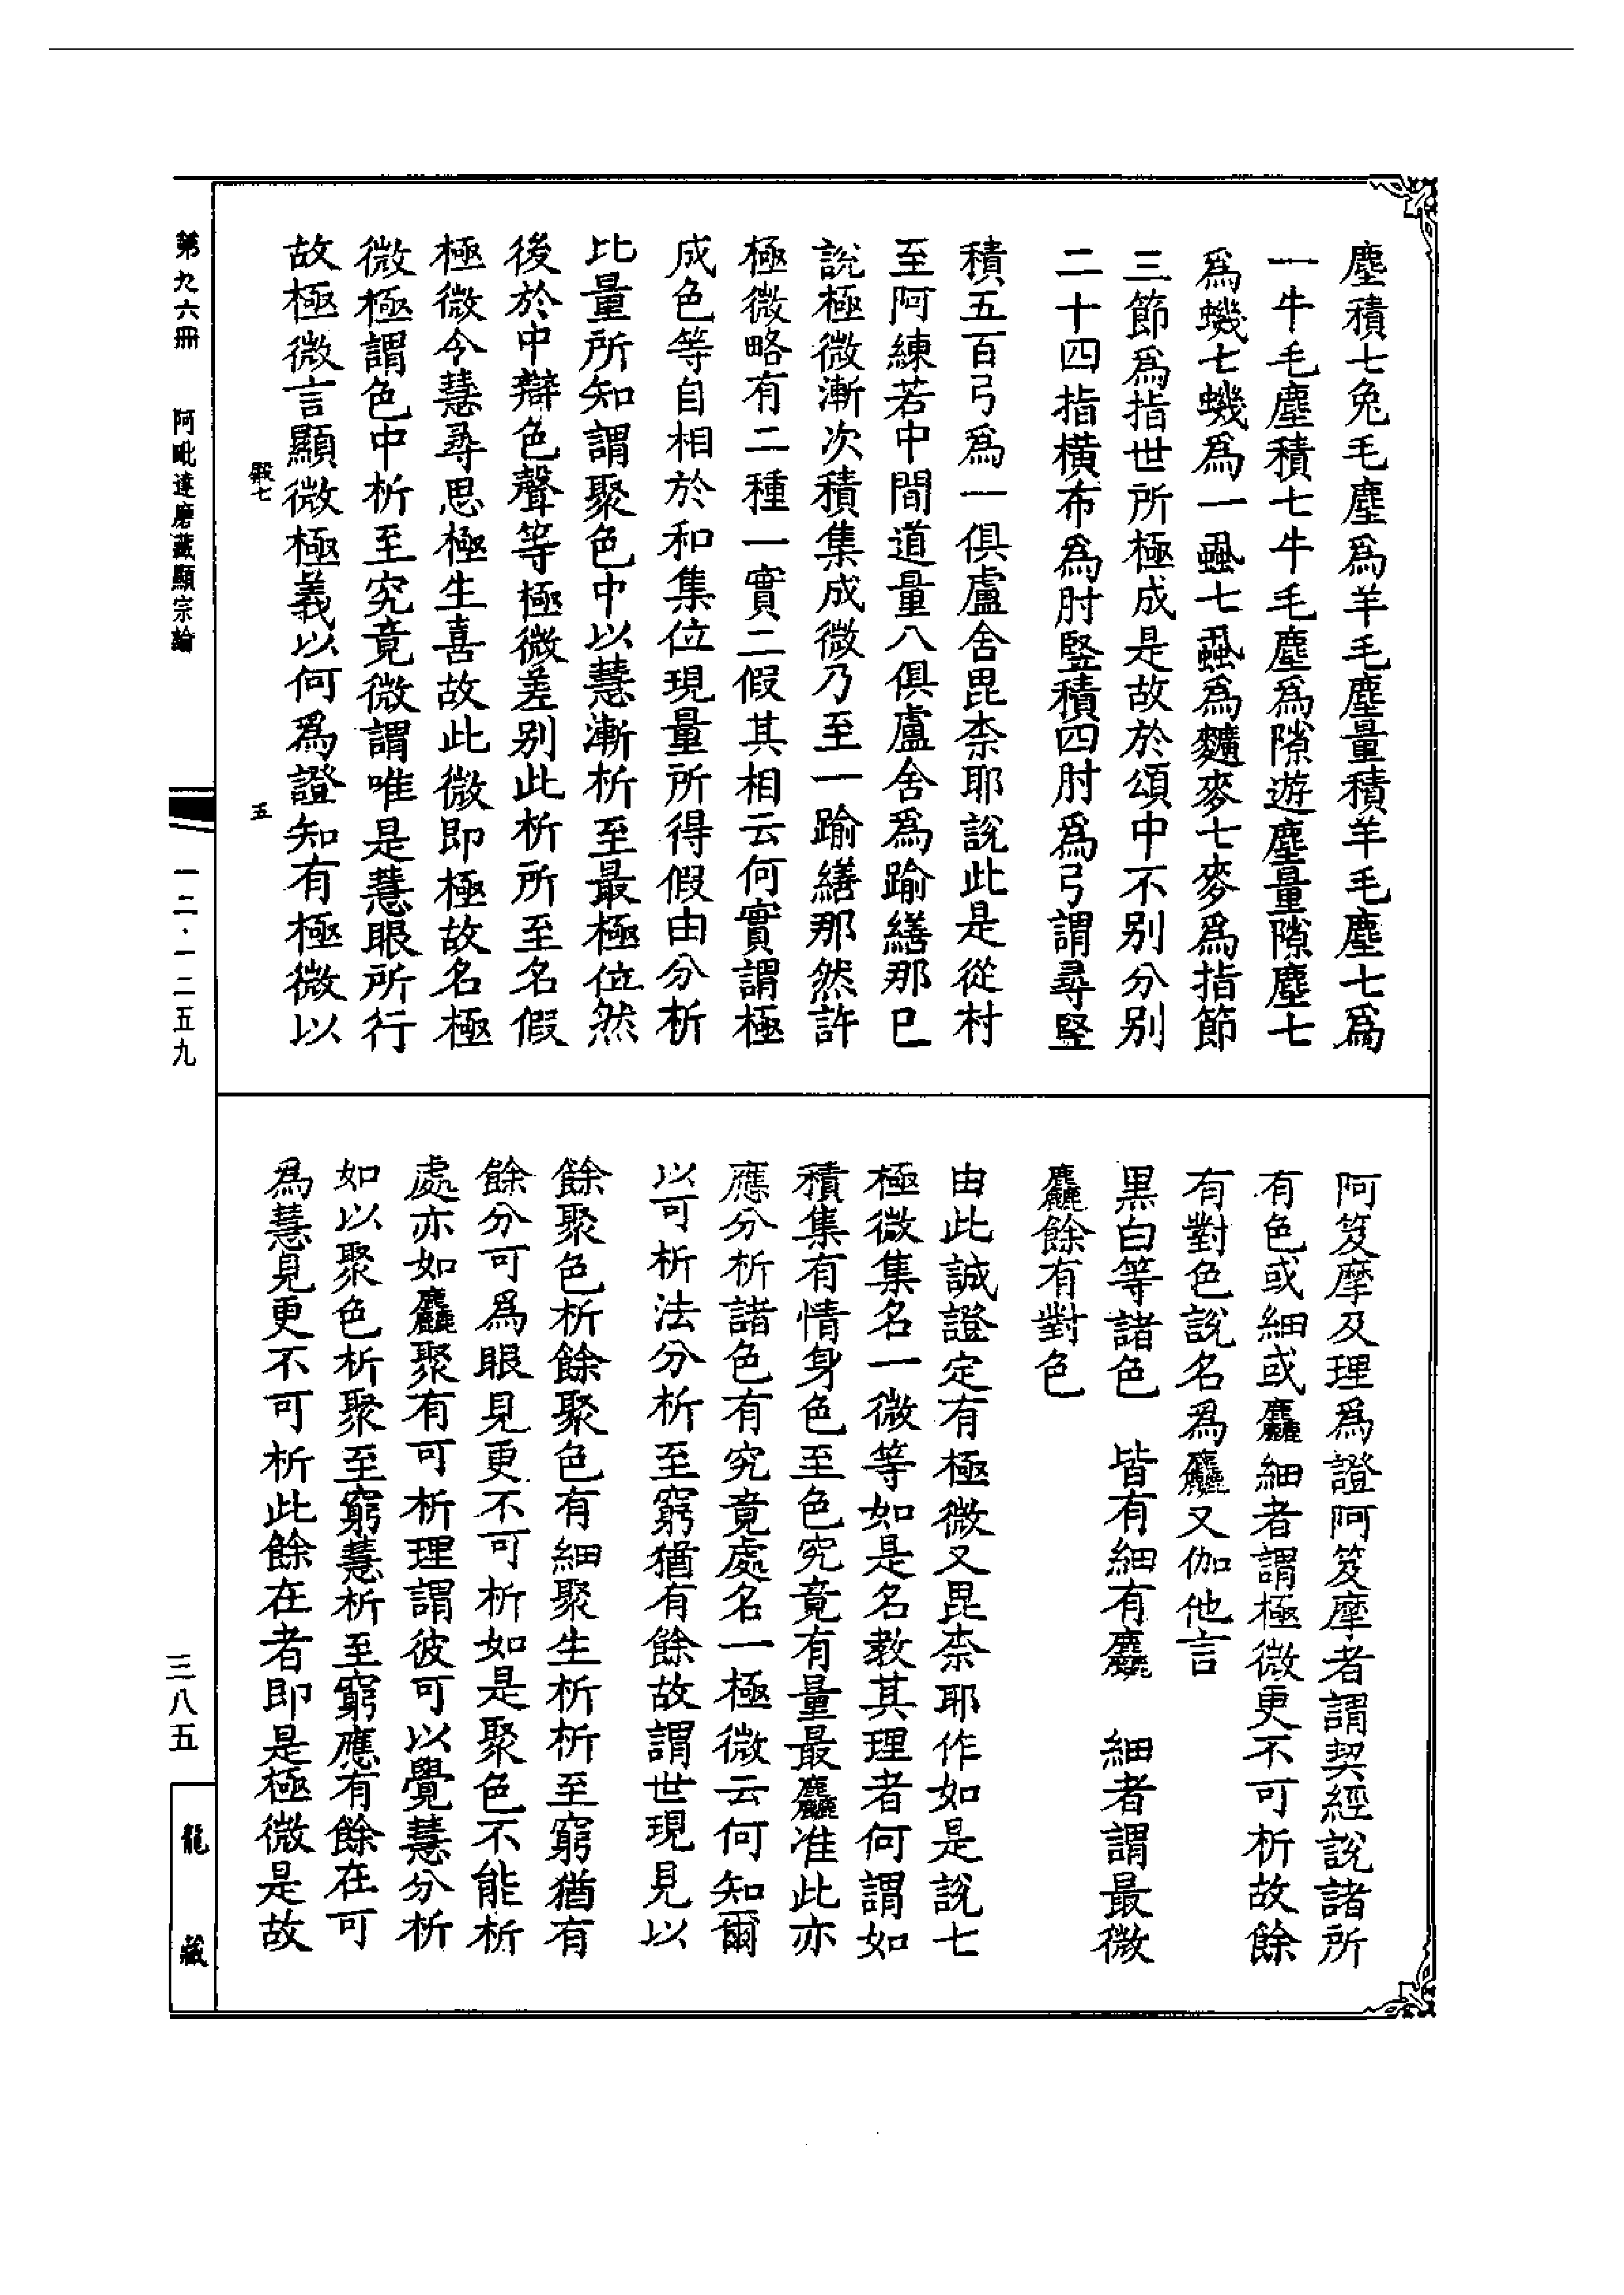 塵積七兔毛塵爲羊毛塵量積羊毛塵七爲
一牛毛塵積七牛毛塵爲隙遊塵量隙塵七
爲蟣七蟣爲一蝨七蝨爲穬麥七麥爲指節
三節爲指世所極成是故於頌中不别分别
二十四指橫布爲肘竪積四肘爲弓謂尋竪
積五百弓爲一俱盧舍毘柰耶說此是從村
至阿練若中間道量八俱盧舍爲踰繕那已
說極微漸次積集成微乃至一踰繕那然許
極微略有二種一實二假其相云何實謂極
成色等自相於和集位現量所得假由分析
比量所知謂聚色中以慧漸析至最極位然
後於中辯色聲等極微差别此析所至名假
極微令慧尋思極生喜故此微即極故名極
微極謂色中析至究竟微謂唯是慧眼所行
故極微言顯微極義以何爲證知有極微以
阿笈摩及理爲證阿笈摩者謂契經說諸所
有色或細或麤細者謂極微更不可析故餘
有對色說名爲麤又伽他言
黑白等諸色　皆有細有麤　細者謂最微
麤餘有對色
由此誠證定有極微又毘柰耶作如是說七
極微集名一微等如是名教其理者何謂如
積集有情身色至色究竟有量最麤准此亦
應分析諸色有究竟處名一極微云何知爾
以可析法分析至窮猶有餘故謂世現見以
餘聚色析餘聚色有細聚生析析至窮猶有
餘分可爲眼見更不可析如是聚色不能析
處亦如麤聚有可析理謂彼可以覺慧分析
如以聚色析聚至窮慧析至窮應有餘在可
為慧見更不可析此餘在者即是極微是故
殿七
五
第九六冊　阿毗達磨藏顯宗論
一二·一二五九
三八五
龍藏